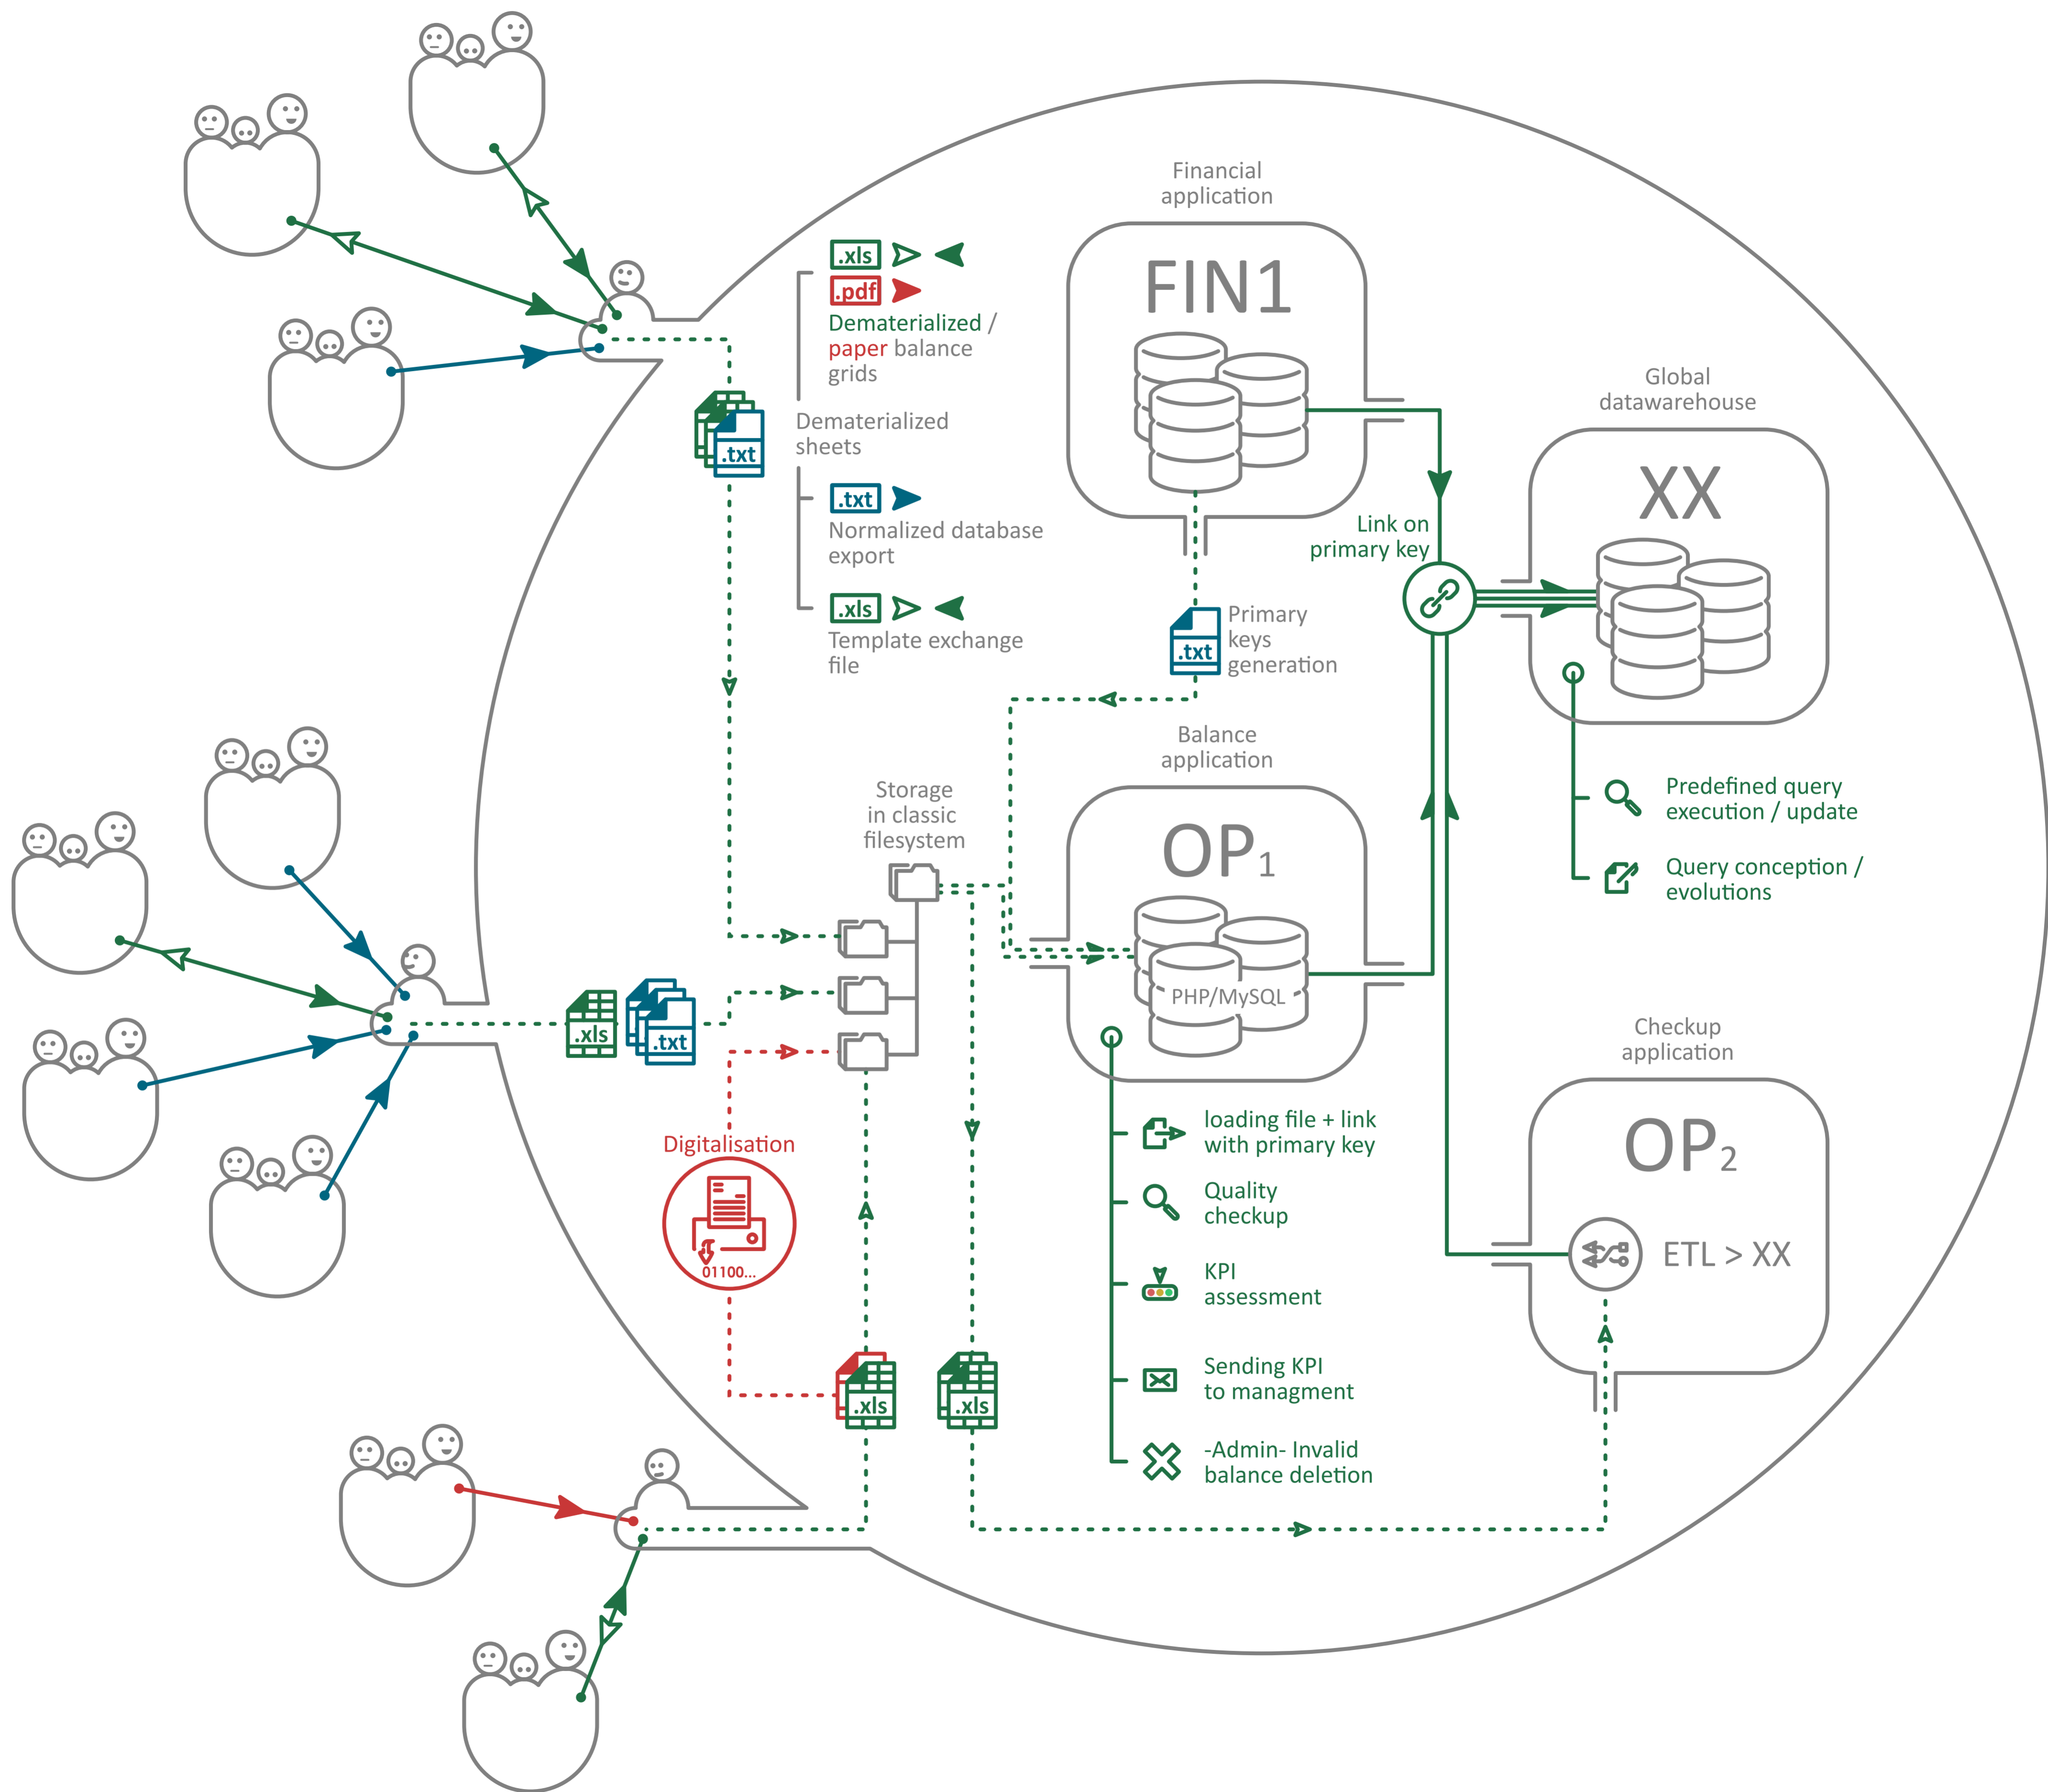 Financial
application
FIN1
.xls
.pdf
Dematerialized /
paper balance
grids
Dematerialized
sheets
.txt
Normalized database
export
.xls
Template exchange
file
.txt
Global
datawarehouse
XX
Link on
primary key
.txt
Primary
keys
generation
Predefined query
execution / update
Query conception /
evolutions
Balance
application
OP1
PHP/MySQL
Storage
in classic
filesystem
.xls
.txt
Digitalisation
01100...
.xls
.xls
loading file + link
with primary key
Quality
checkup
KPI
assessment
Sending KPI
to managment
-Admin- Invalid
balance deletion
Checkup
application
OP2
ETL > XX